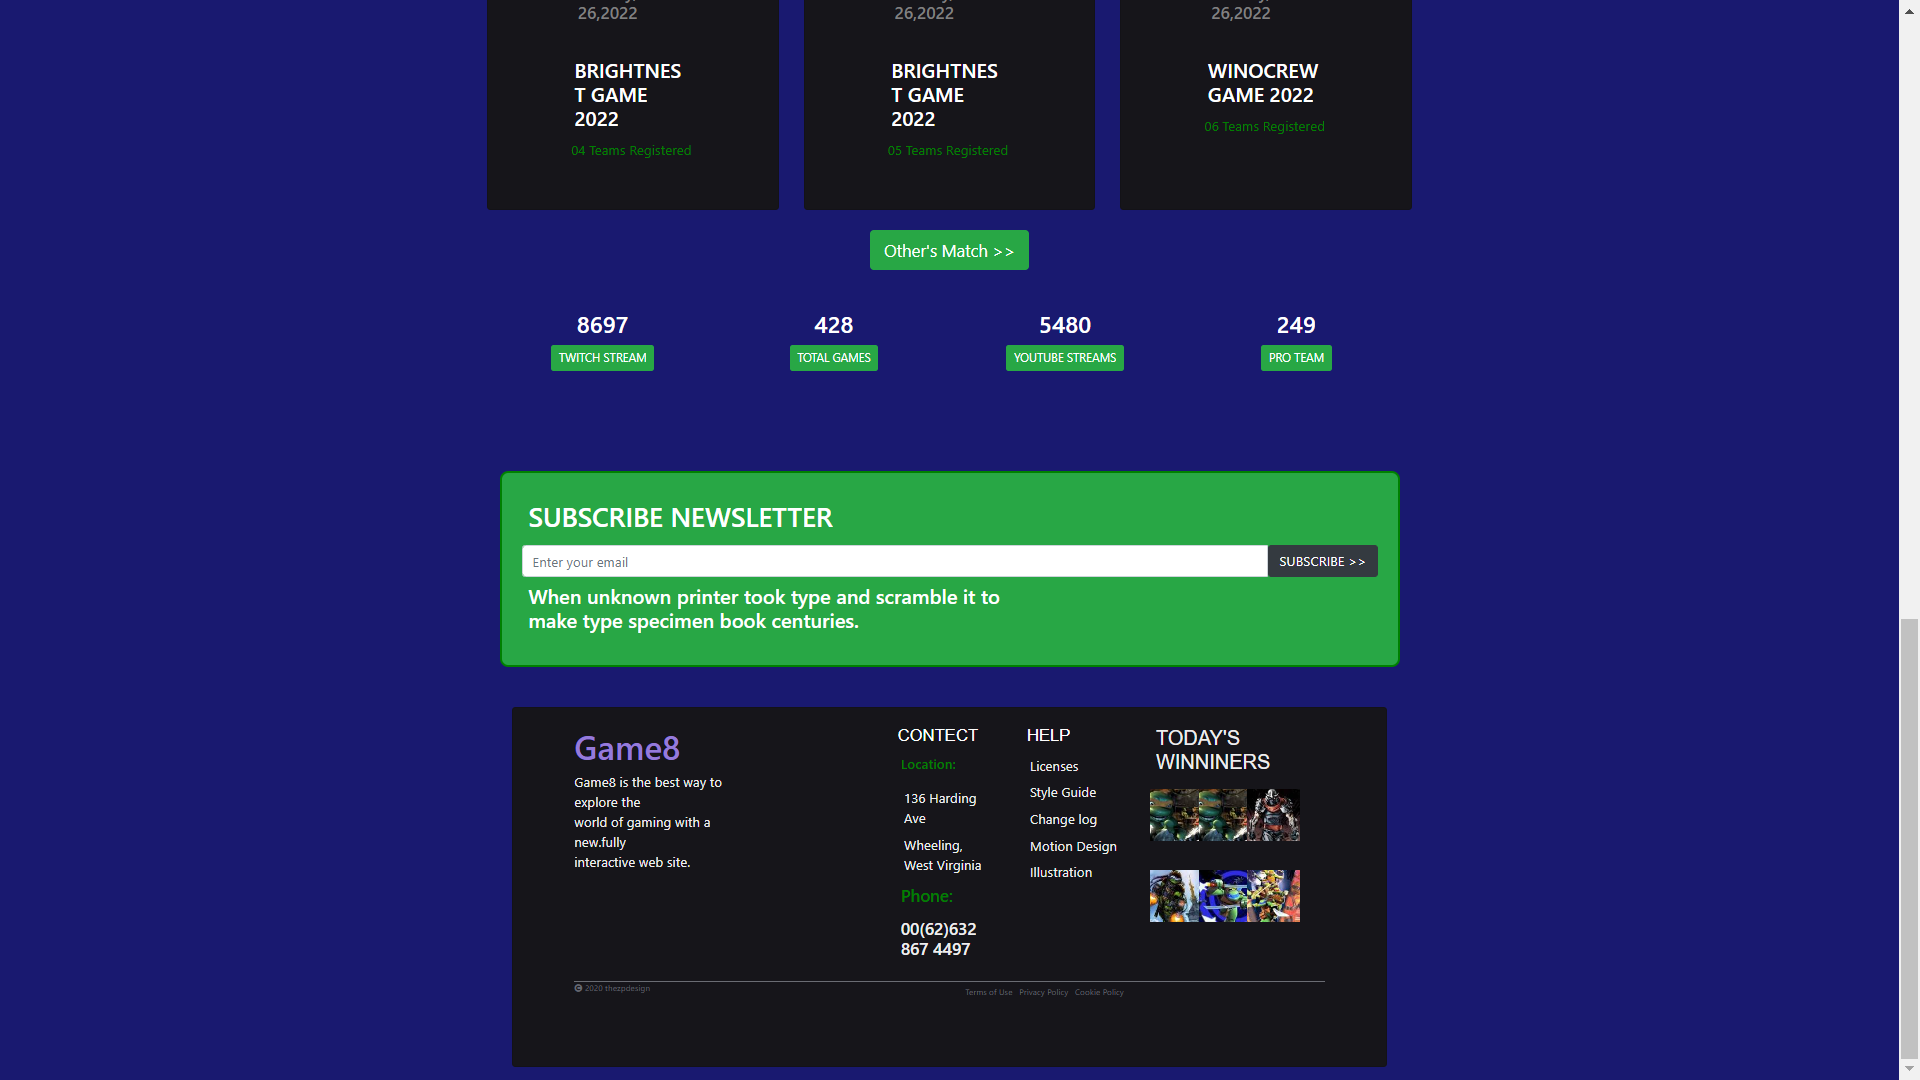 26,2022
26,2022
26,2022
BRIGHTNES
T GAME
2022
04 Teams Registered
BRIGHTNES
T GAME
2022
05 Teams Registered
WINOCREW
GAME 2022
06 Teams Registered
Other's Match >>
8697
TWITCH STREAM
428
TOTAL GAMES
5480
YOUTUBE STREAMS
249
PRO TEAM
SUBSCRIBE NEWSLETTER
Enter your email
SUBSCRIBE >>
When unknown printer took type and scramble it to
make type specimen book centuries.
Game8
Game8 is the best way to
explore the
world of gaming with a
new.fully
interactive web site.
CONTECT
Location:
136 Harding
Ave
Wheeling,
West Virginia
Phone:
00(62)632
867 4497
HELP
Licenses
Style Guide
Change log
Motion Design
Illustration
TODAY'S
WINNINERS
© 2020 thezpdesign
Terms of Use Privacy Policy Cookie Policy